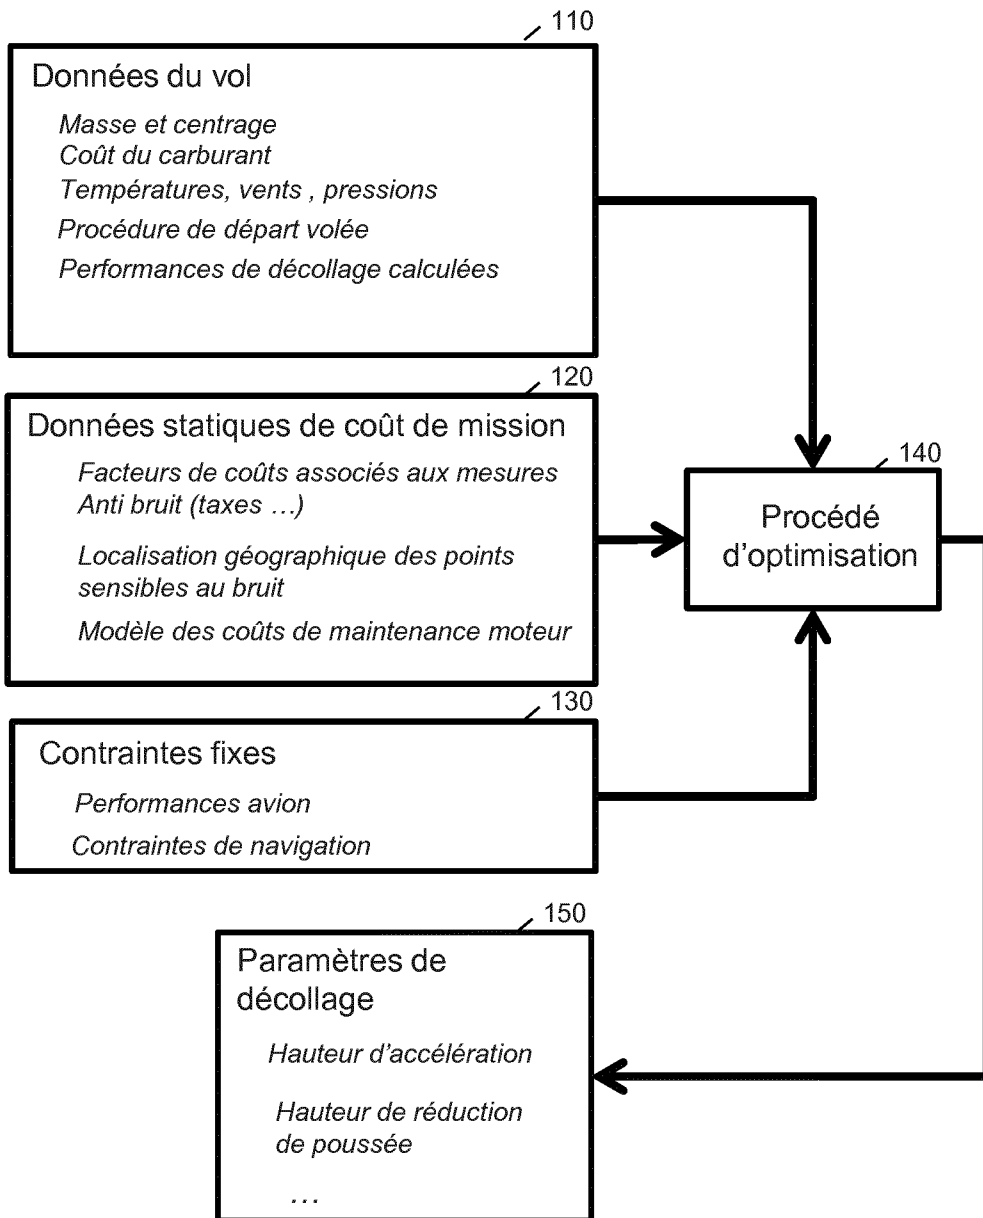 110
Données du vol
Masse et centrage
Coût du carburant
Températures, vents , pressions
Procédure de départ volée
Performances de décollage calculées
120
Données statiques de coût de mission
Facteurs de coûts associés aux mesures
Anti bruit (taxes …)
Localisation géographique des points
sensibles au bruit
Modèle des coûts de maintenance moteur
140
Procédé
d’optimisation
130
Contraintes fixes
Performances avion
Contraintes de navigation
150
Paramètres de
décollage
Hauteur d’accélération
Hauteur de réduction
de poussée
…